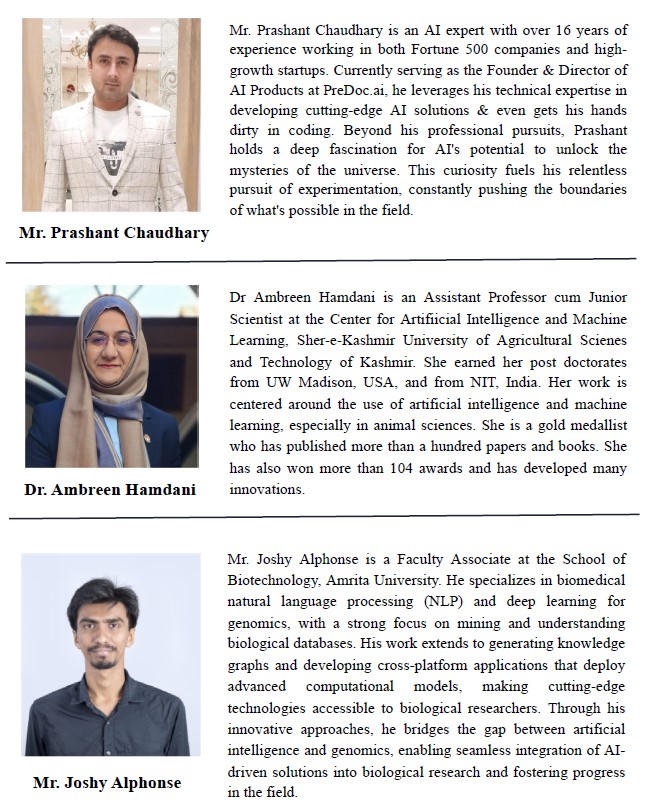 Mr. Prashant Chaudhary is an AI expert with over 16 years of
experience working in both Fortune 500 companies and high-
growth startups. Currently serving as the Founder & Director of
AI Products at PreDoc.ai, he leverages his technical expertise in
developing cutting-edge AI solutions & even gets his hands
dirty in coding. Beyond his professional pursuits, Prashant
holds a deep fascination for AI's potential to unlock the
mysteries of the universe. This curiosity fuels his relentless
pursuit of experimentation, constantly pushing the boundaries
of what's possible in the field.
Mr. Prashant Chaudhary
Dr Ambreen Hamdani is an Assistant Professor cum Junior
Scientist at the Center for Artifiicial Intelligence and Machine
Learning, Sher-e-Kashmir University of Agricultural Scienes
and Technology of Kashmir. She earned her post doctorates
from UW Madison, USA, and from NIT, India. Her work is
centered around the use of artificial intelligence and machine
learning, especially in animal sciences. She is a gold medallist
who has published more than a hundred papers and books. She
has also won more than 104 awards and has developed many
innovations.
Dr. Ambreen Hamdani
Mr. Joshy Alphonse is a Faculty Associate at the School of
Biotechnology, Amrita University. He specializes in biomedical
natural language processing (NLP) and deep learning for
genomics, with a strong focus on mining and understanding
biological databases. His work extends to generating knowledge
graphs and developing cross-platform applications that deploy
advanced computational models, making cutting-edge
technologies accessible to biological researchers. Through his
innovative approaches, he bridges the gap between artificial
intelligence and genomics, enabling seamless integration of AI-
driven solutions into biological research and fostering progress
in the field.
Mr. Joshy Alphonse